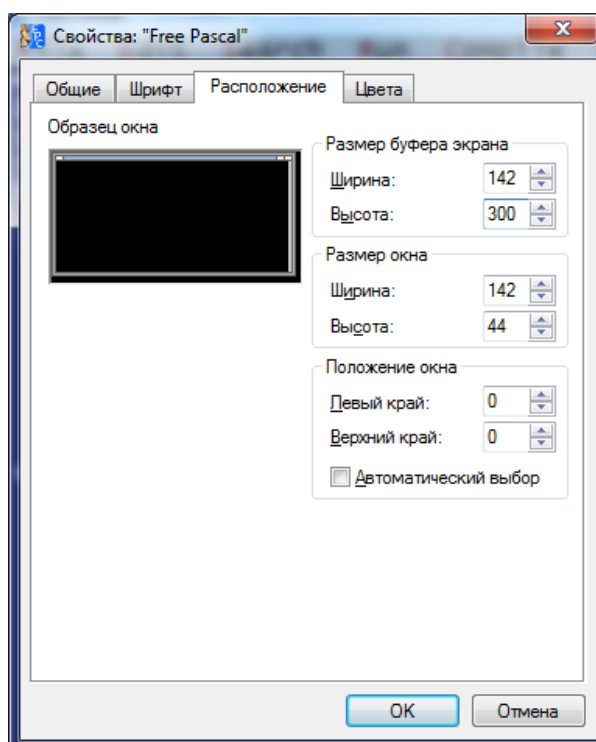 Свойства: "Free Pascal"
Общие Шрифт Расположение Цвета
Образец окна
Размер буфера экрана
Ширина: 142
Высота: 300
Размер окна
Ширина: 142
Высота: 44
Положение окна
Левый край: 0
Верхний край: 0
Автоматический выбор
OK Отмена